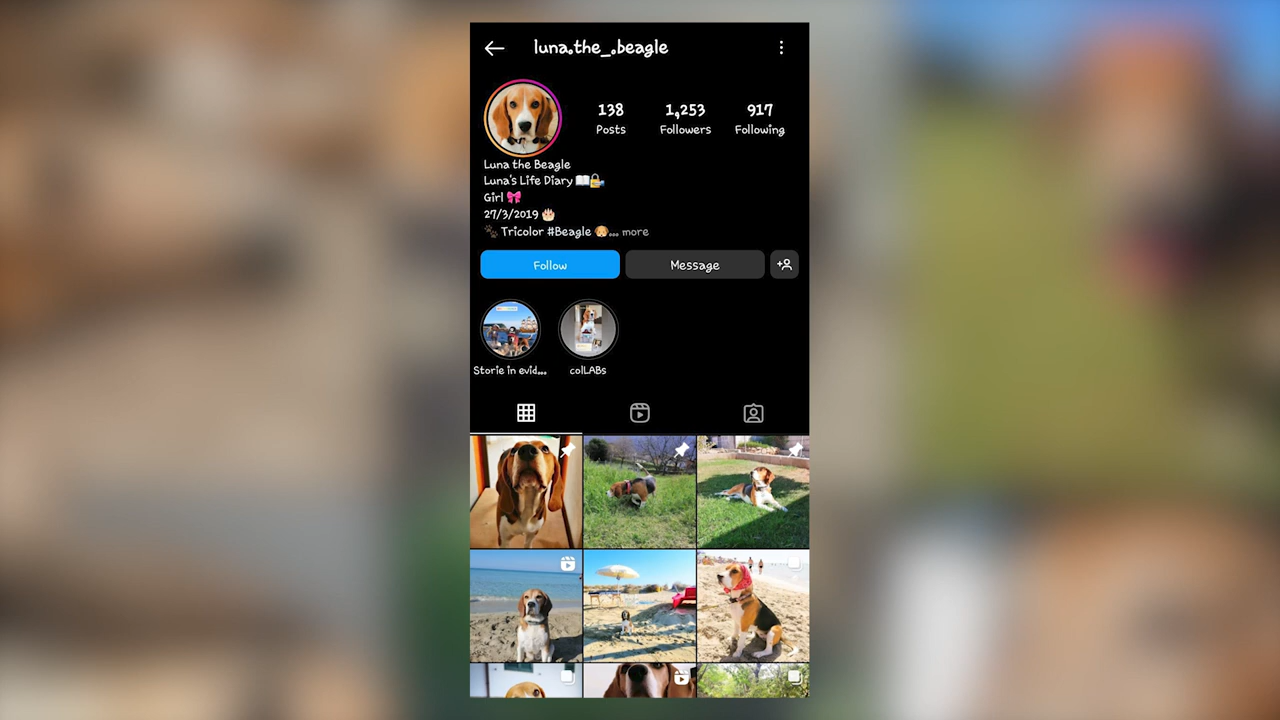 luna.the_.beagle
138 1,253 917
Posts Followers Following
Luna the Beagle
Luna's Life Diary 📖🔐
Girl 🎀
27/3/2019 🎂
🐾 Tricolor #Beagle 🐶... more
Follow Message
Storie in evid... colLABs